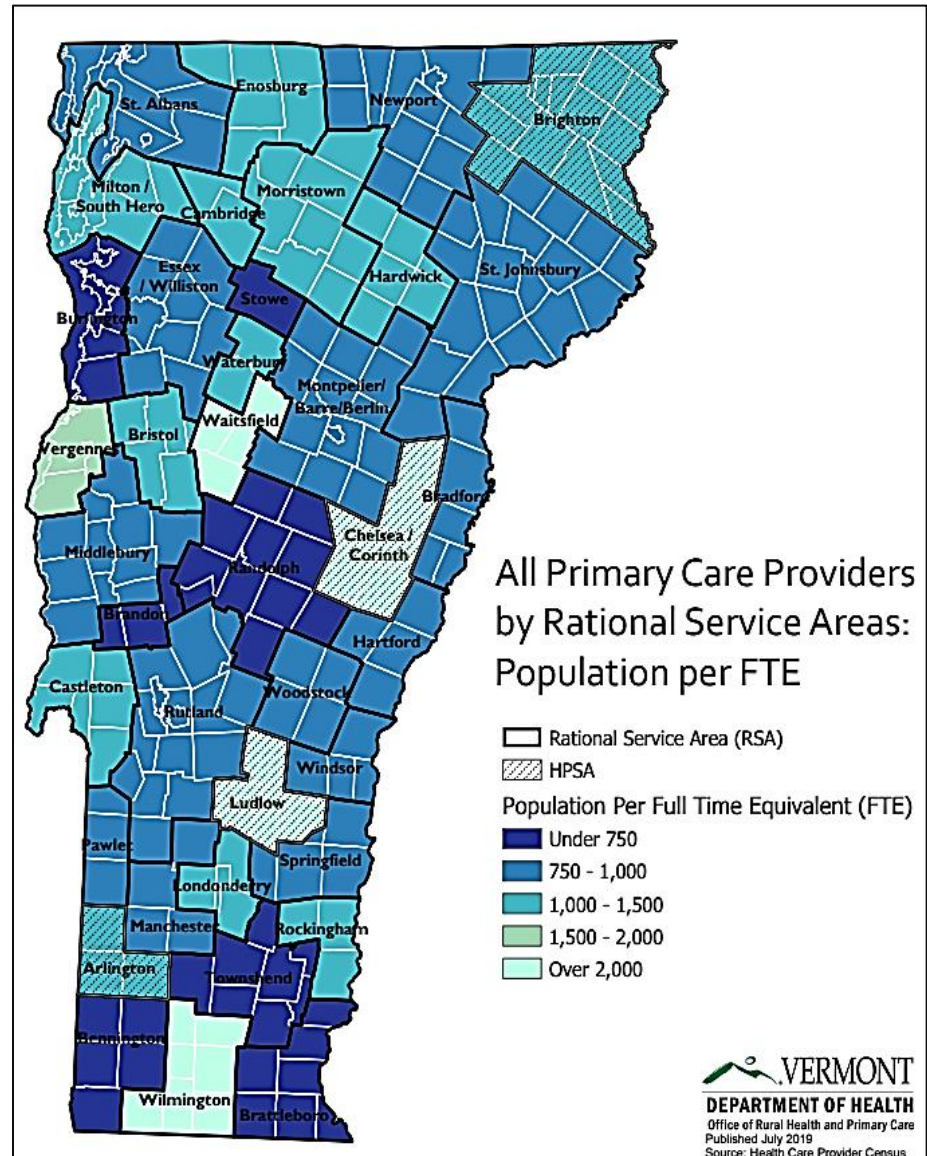 Enosburg
Newport
St. Albans
Brighton
Milton /
South Hero
Morristown
Cambridge
Hardwick
St. Johnsbury
Essex
/ Williston
Stowe
Burlington
Waterbury
Montpelier/
Barre/Berlin
Waitsfield
Vergennes
Bristol
Bradford
Chelsea /
Corinth
Middlebury
Randolph
Brandon
Hartford
Castleton
Woodstock
Rutland
Windsor
Ludlow
Pawlet
Springfield
Londonderry
Manchester
Rockingham
Arlington
Townshend
Bennington
Wilmington
Brattleboro
All Primary Care Providers
by Rational Service Areas:
Population per FTE
Rational Service Area (RSA)
HPSA
Population Per Full Time Equivalent (FTE)
Under 750
750 - 1,000
1,000 - 1,500
1,500 - 2,000
Over 2,000
VERMONT
DEPARTMENT OF HEALTH
Office of Rural Health and Primary Care
Published July 2019
Source: Health Care Provider Census